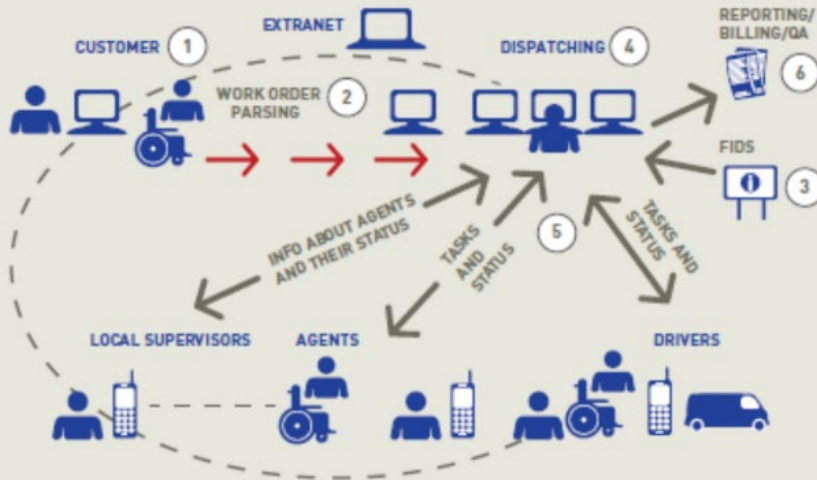 EXTRANET
CUSTOMER 1
DISPATCHING 4
REPORTING/
BILLING/QA
6
WORK ORDER
PARSING
2
FIDS
3
INFO ABOUT AGENTS
AND THEIR STATUS
TASKS
AND
STATUS
5
TASKS AND
STATUS
LOCAL SUPERVISORS
AGENTS
DRIVERS